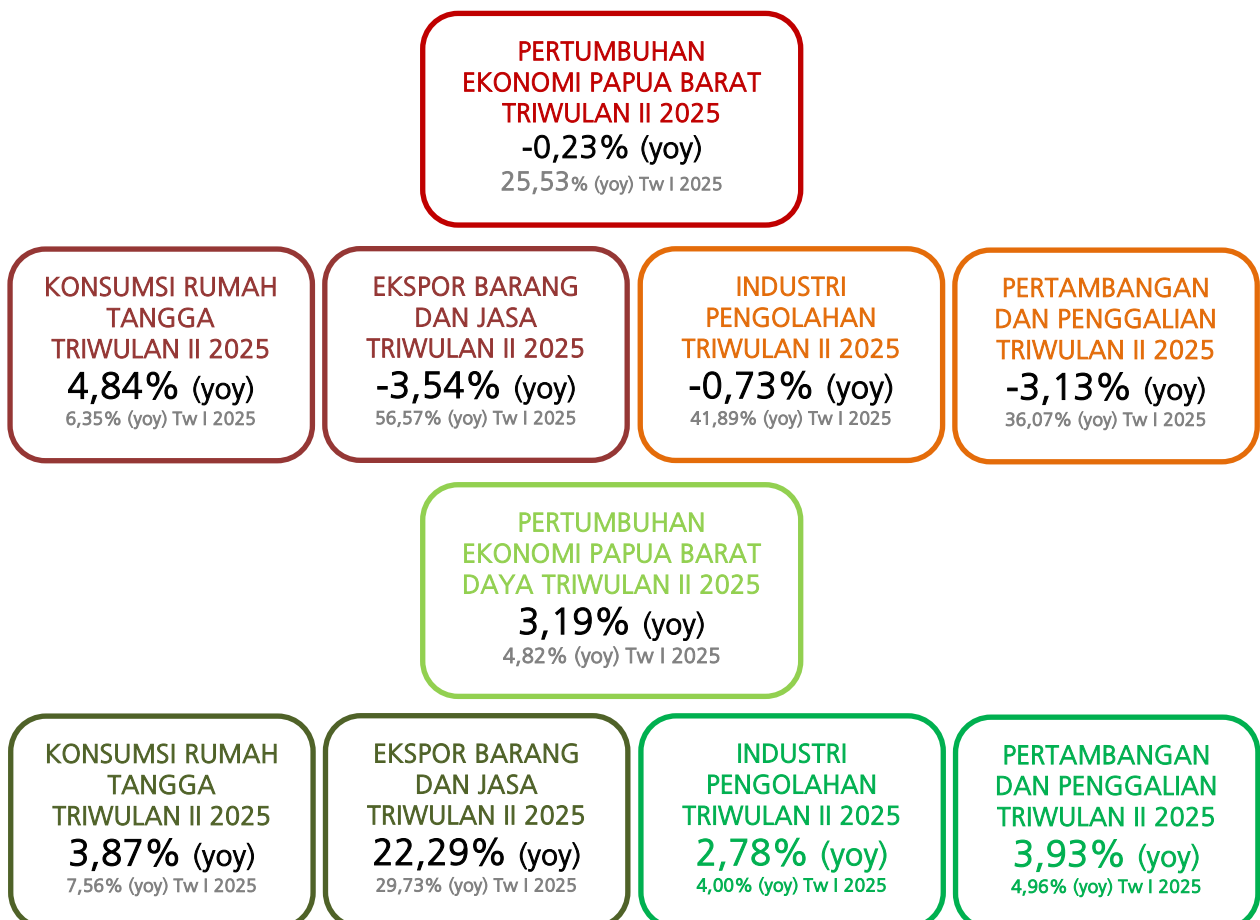 PERTUMBUHAN
EKONOMI PAPUA BARAT
TRIWULAN II 2025
-0,23% (yoy)
25,53% (yoy) Tw I 2025
KONSUMSI RUMAH
TANGGA
TRIWULAN II 2025
4,84% (yoy)
6,35% (yoy) Tw I 2025
EKSPOR BARANG
DAN JASA
TRIWULAN II 2025
-3,54% (yoy)
56,57% (yoy) Tw I 2025
INDUSTRI
PENGOLAHAN
TRIWULAN II 2025
-0,73% (yoy)
41,89% (yoy) Tw I 2025
PERTAMBANGAN
DAN PENGGALIAN
TRIWULAN II 2025
-3,13% (yoy)
36,07% (yoy) Tw I 2025
PERTUMBUHAN
EKONOMI PAPUA BARAT
DAYA TRIWULAN II 2025
3,19% (yoy)
4,82% (yoy) Tw I 2025
KONSUMSI RUMAH
TANGGA
TRIWULAN II 2025
3,87% (yoy)
7,56% (yoy) Tw I 2025
EKSPOR BARANG
DAN JASA
TRIWULAN II 2025
22,29% (yoy)
29,73% (yoy) Tw I 2025
INDUSTRI
PENGOLAHAN
TRIWULAN II 2025
2,78% (yoy)
4,00% (yoy) Tw I 2025
PERTAMBANGAN
DAN PENGGALIAN
TRIWULAN II 2025
3,93% (yoy)
4,96% (yoy) Tw I 2025